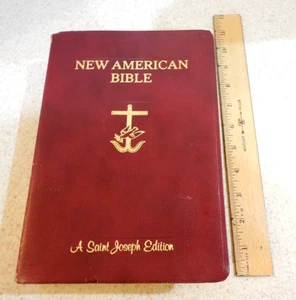 NEW AMERICAN
BIBLE
A Saint Joseph Edition